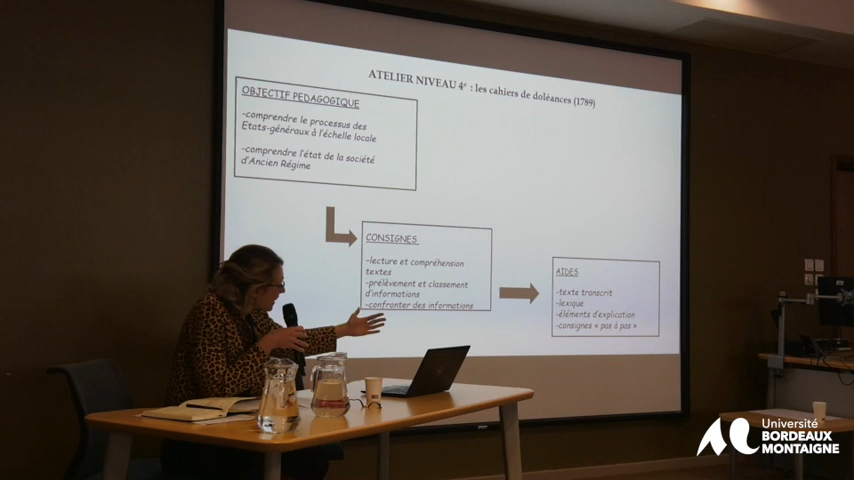 ATELIER NIVEAU 4e : les cahiers de doléances (1789)
OBJECTIF PEDAGOGIQUE
-comprendre le processus des
Etats-généraux à l'échelle locale
-comprendre l'état de la société
d'Ancien Régime
CONSIGNES
-lecture et compréhension
textes
-prélèvement et classement
d'informations
-confronter des informations
AIDES
-texte transcrit
-lexique
-éléments d'explication
-consignes « pas à pas »
Université
BORDEAUX
MONTAIGNE